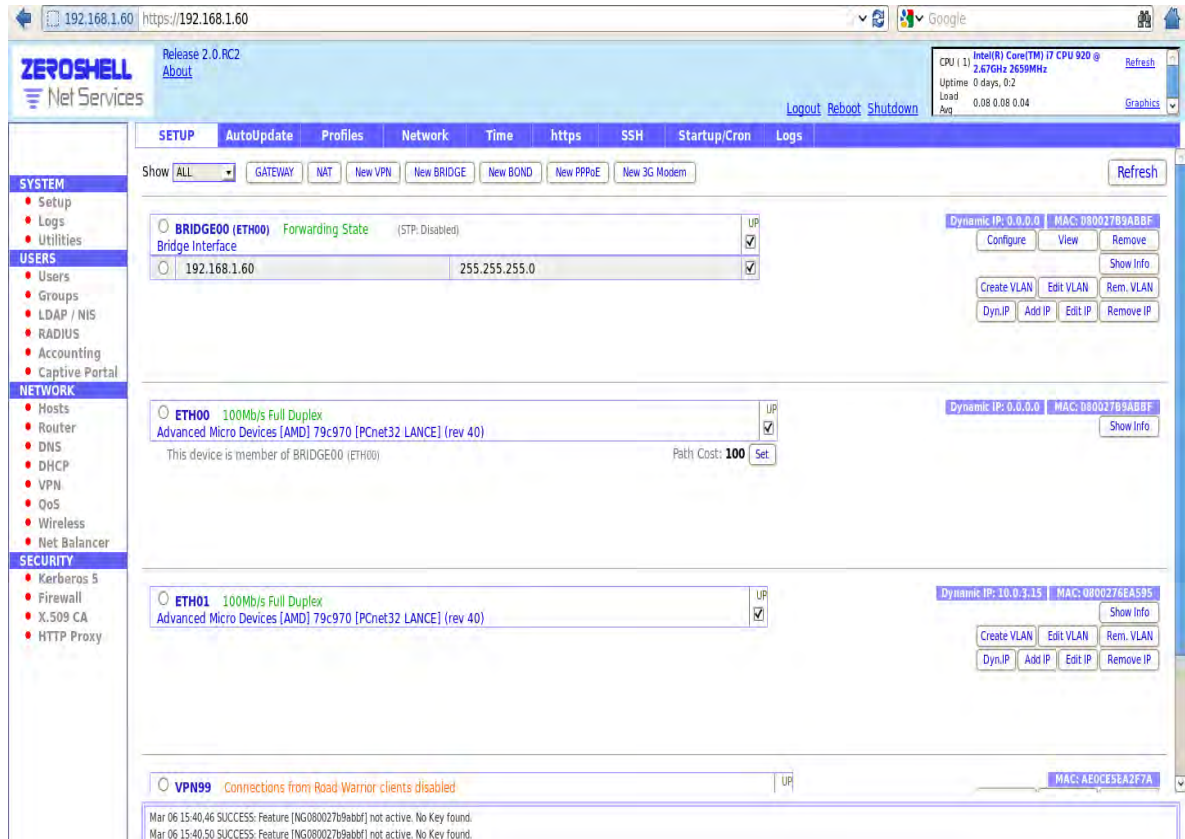 192.168.1.60 https://192.168.1.60
Google
ZEROSHELL
Net Services
Release 2.0.RC2
About
Logout Reboot Shutdown
CPU ( 1) Intel(R) Core(TM) i7 CPU 920 @
2.67GHz 2659MHz
Refresh
Uptime 0 days, 0:2
Load
Avg 0.08 0.08 0.04
Graphics
SETUP AutoUpdate Profiles Network Time https SSH Startup/Cron Logs
Show ALL GATEWAY NAT New VPN New BRIDGE New BOND New PPPoE New 3G Modem Refresh
SYSTEM
Setup
Logs
Utilities
USERS
Users
Groups
LDAP / NIS
RADIUS
Accounting
Captive Portal
NETWORK
Hosts
Router
DNS
DHCP
VPN
QoS
Wireless
Net Balancer
SECURITY
Kerberos 5
Firewall
X.509 CA
HTTP Proxy
BRIDGE00 (ETH00) Forwarding State (STP: Disabled) UP
Bridge Interface
192.168.1.60 255.255.255.0
Dynamic IP: 0.0.0.0 MAC: 080027B9ABBF
Configure View Remove
Show Info
Create VLAN Edit VLAN Rem. VLAN
Dyn.IP Add IP Edit IP Remove IP
ETH00 100Mb/s Full Duplex UP
Advanced Micro Devices [AMD] 79c970 [PCnet32 LANCE] (rev 40)
This device is member of BRIDGE00 (ETH00) Path Cost: 100 Set
Dynamic IP: 0.0.0.0 MAC: 080027B9ABBF
Show Info
ETH01 100Mb/s Full Duplex UP
Advanced Micro Devices [AMD] 79c970 [PCnet32 LANCE] (rev 40)
Dynamic IP: 10.0.3.15 MAC: 0800276EA595
Show Info
Create VLAN Edit VLAN Rem. VLAN
Dyn.IP Add IP Edit IP Remove IP
VPN99 Connections from Road Warrior clients disabled UP
MAC: AE0CE5EA2F7A
Mar 06 15:40,46 SUCCESS: Feature [NG080027b9abbf] not active. No Key found.
Mar 06 15:40,50 SUCCESS: Feature [NG080027b9abbf] not active. No Key found.